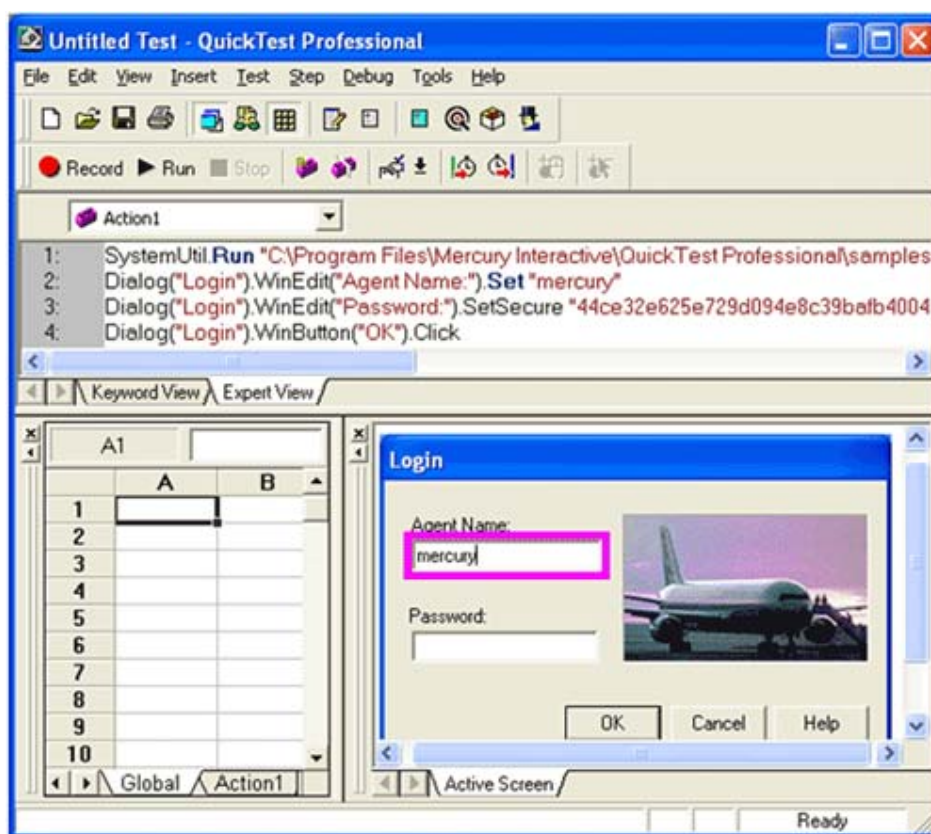 Untitled Test - QuickTest Professional
File Edit View Insert Test Step Debug Tools Help
Record Run Stop
Action1
1: SystemUtil.Run "C:\Program Files\Mercury Interactive\QuickTest Professional\samples
2: Dialog("Login").WinEdit("Agent Name:").Set "mercury"
3: Dialog("Login").WinEdit("Password:").SetSecure "44ce32e625e729d094e8c39bafb4004
4: Dialog("Login").WinButton("OK").Click
Keyword View Expert View
A1
A B
1
2
3
4
5
6
7
8
9
10
Global Action1
Login
Agent Name:
mercury
Password:
OK Cancel Help
Active Screen
Ready